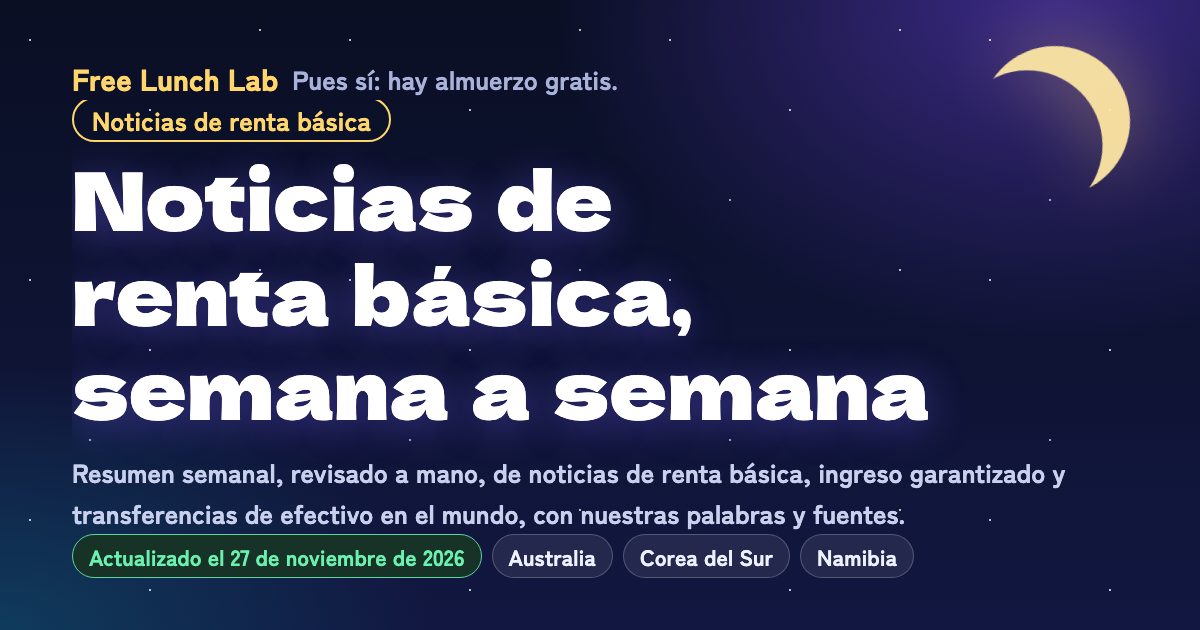 Free Lunch Lab Pues sí: hay almuerzo gratis.
Noticias de renta básica
Noticias de
renta básica,
semana a semana
Resumen semanal, revisado a mano, de noticias de renta básica, ingreso garantizado y
transferencias de efectivo en el mundo, con nuestras palabras y fuentes.
Actualizado el 27 de noviembre de 2026 Australia Corea del Sur Namibia